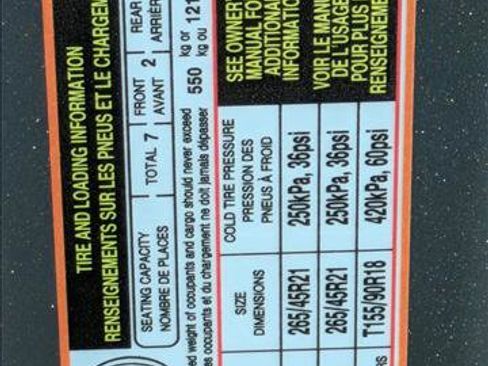 TIRE AND LOADING INFORMATION
RENSEIGNEMENTS SUR LES PNEUS ET LE CHARGEM
SEATING CAPACITY
NOMBRE DE PLACES
TOTAL 7
FRONT
AVANT
2
REAR
ARRIÈR
ed weight of occupants and cargo should never exceed 550 kg or 121
es occupants et du chargement ne doit jamais dépasser kg ou
SIZE
DIMENSIONS
COLD TIRE PRESSURE
PRESSION DES
PNEUS À FROID
SEE OWNER'
MANUAL FO
ADDITIONA
INFORMATIO
265/45R21 250kPa, 36psi
265/45R21 250kPa, 36psi
T155/90R18 420kPa, 60psi
VOIR LE MANU
DE L'USAGE
POUR PLUS
RENSEIGNEME